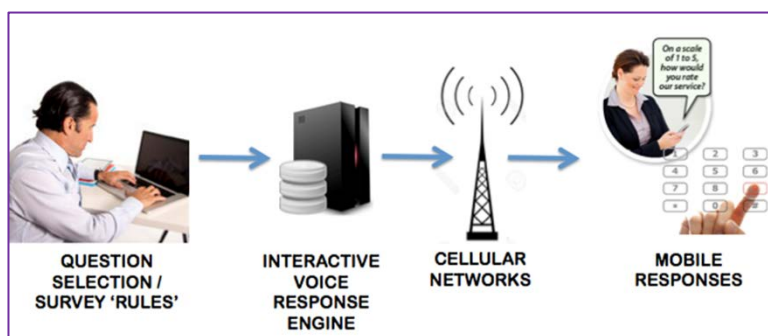 On a scale
of 1 to 5,
how would
you rate
our service?
1 2 3
4 5 6
7 8
* 0 #
QUESTION
SELECTION /
SURVEY ‘RULES’
INTERACTIVE
VOICE
RESPONSE
ENGINE
CELLULAR
NETWORKS
MOBILE
RESPONSES